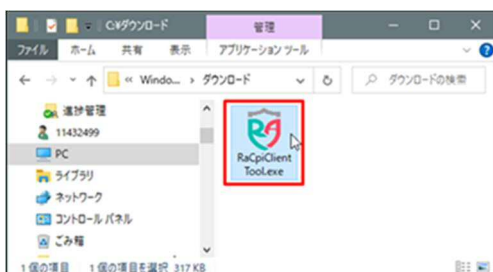 C:¥ダウンロード
管理
ファイル ホーム 共有 表示 アプリケーション ツール
« Windo... › ダウンロード
ダウンロードの検索
進捗管理
11432499
PC
ライブラリ
ネットワーク
コントロール パネル
ごみ箱
RA
RaCpiClient
Tool.exe
1 個の項目 1 個の項目を選択 317 KB